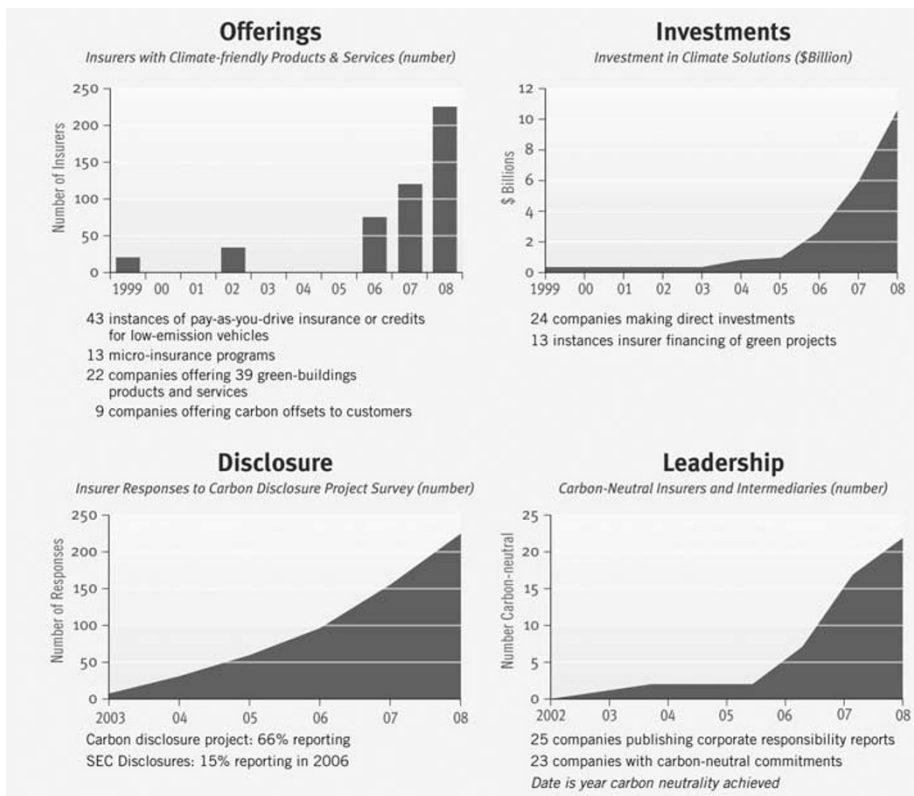 Offerings
Insurers with Climate-friendly Products & Services (number)
Number of Insurers
250
200
150
100
50
0
1999 00 01 02 03 04 05 06 07 08
43 instances of pay-as-you-drive insurance or credits
for low-emission vehicles
13 micro-insurance programs
22 companies offering 39 green-buildings
products and services
9 companies offering carbon offsets to customers
Investments
Investment in Climate Solutions ($Billion)
$ Billions
12
10
8
6
4
2
0
1999 00 01 02 03 04 05 06 07 08
24 companies making direct investments
13 instances insurer financing of green projects
Disclosure
Insurer Responses to Carbon Disclosure Project Survey (number)
Number of Responses
250
200
150
100
50
0
2003 04 05 06 07 08
Carbon disclosure project: 66% reporting
SEC Disclosures: 15% reporting in 2006
Leadership
Carbon-Neutral Insurers and Intermediaries (number)
Number Carbon-neutral
25
20
15
10
5
0
2002 03 04 05 06 07 08
25 companies publishing corporate responsibility reports
23 companies with carbon-neutral commitments
Date is year carbon neutrality achieved